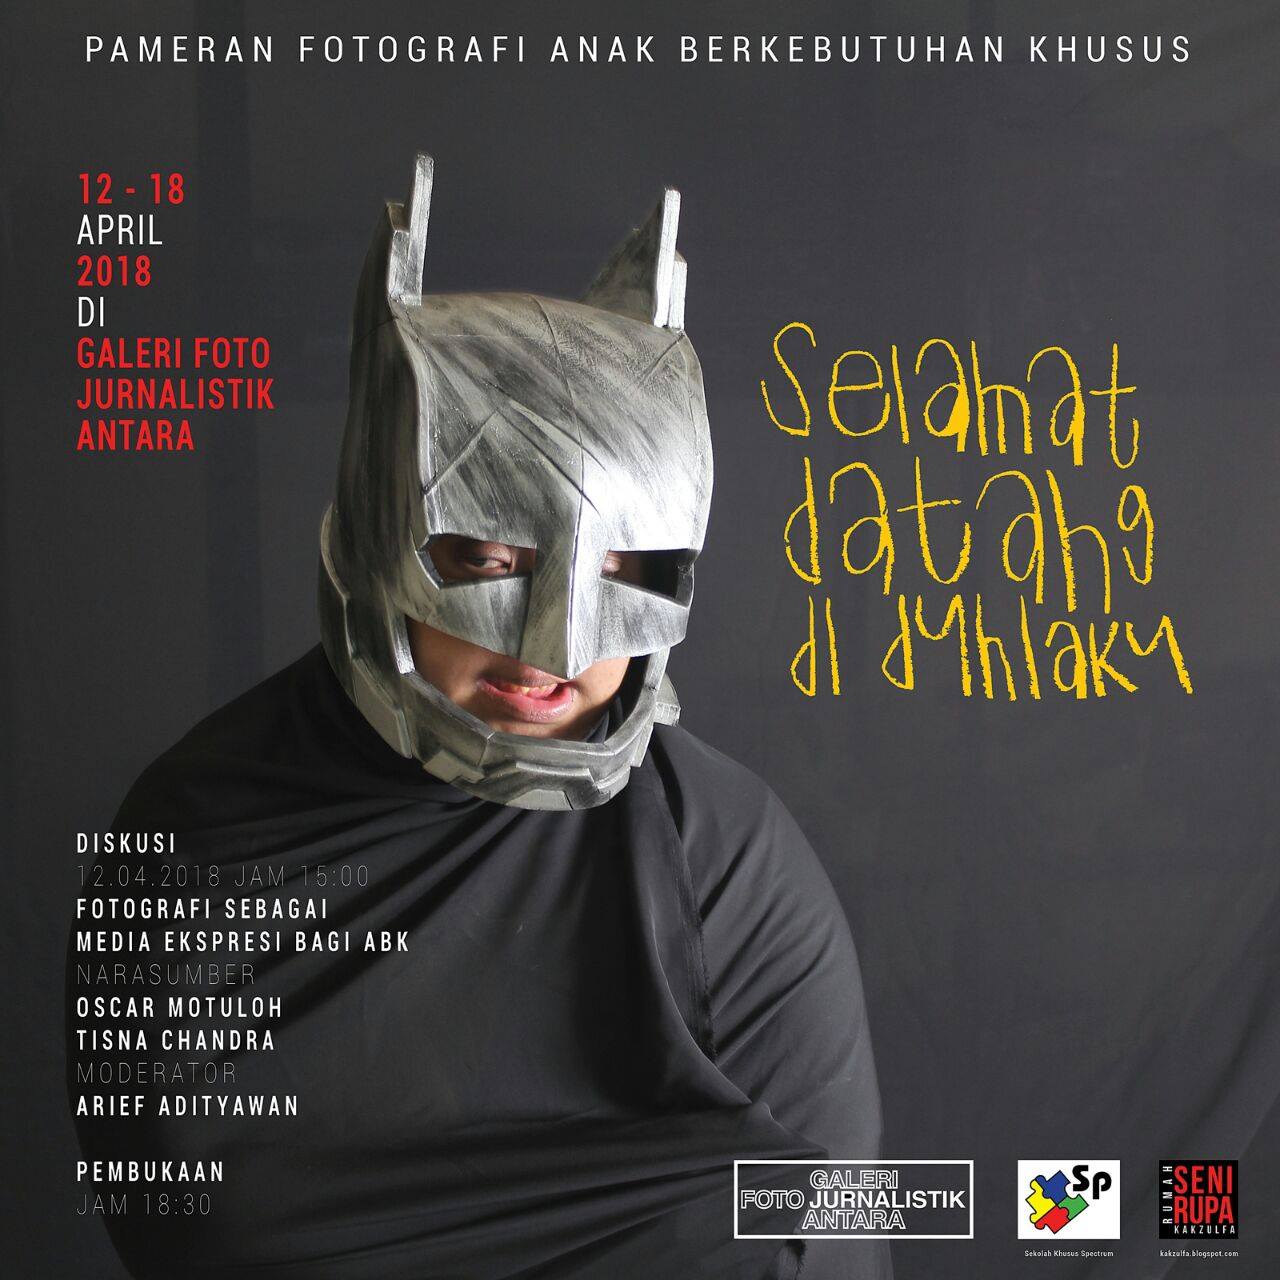 PAMERAN FOTOGRAFI ANAK BERKEBUTUHAN KHUSUS
12 - 18
APRIL
2018
DI
GALERI FOTO
JURNALISTIK
ANTARA
Selamat
datang
di duniaku
DISKUSI
12.04.2018 JAM 15:00
FOTOGRAFI SEBAGAI
MEDIA EKSPRESI BAGI ABK
NARASUMBER
OSCAR MOTULOH
TISNA CHANDRA
MODERATOR
ARIEF ADITYAWAN
PEMBUKAAN
JAM 18:30
GALERI
FOTO JURNALISTIK
ANTARA
Sp
Sekolah Khusus Spectrum
RUMAH
SENI
RUPA
KAKZULFA
kakzulfa.blogspot.com